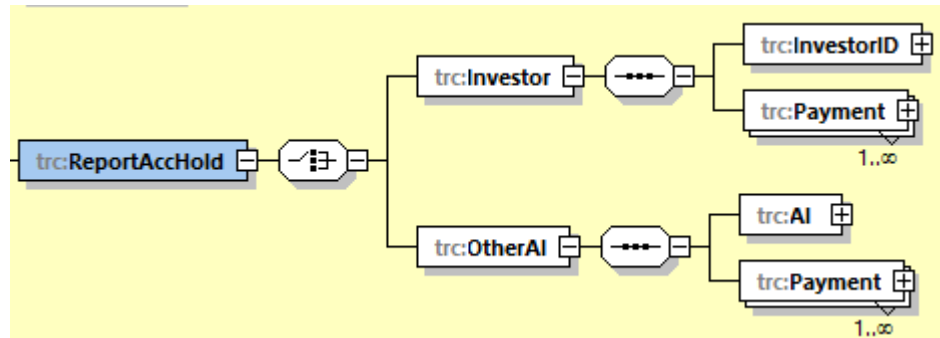 trc:InvestorID
trc:Investor
trc:Payment
1..∞
trc:ReportAccHold
trc:AI
trc:OtherAI
trc:Payment
1..∞